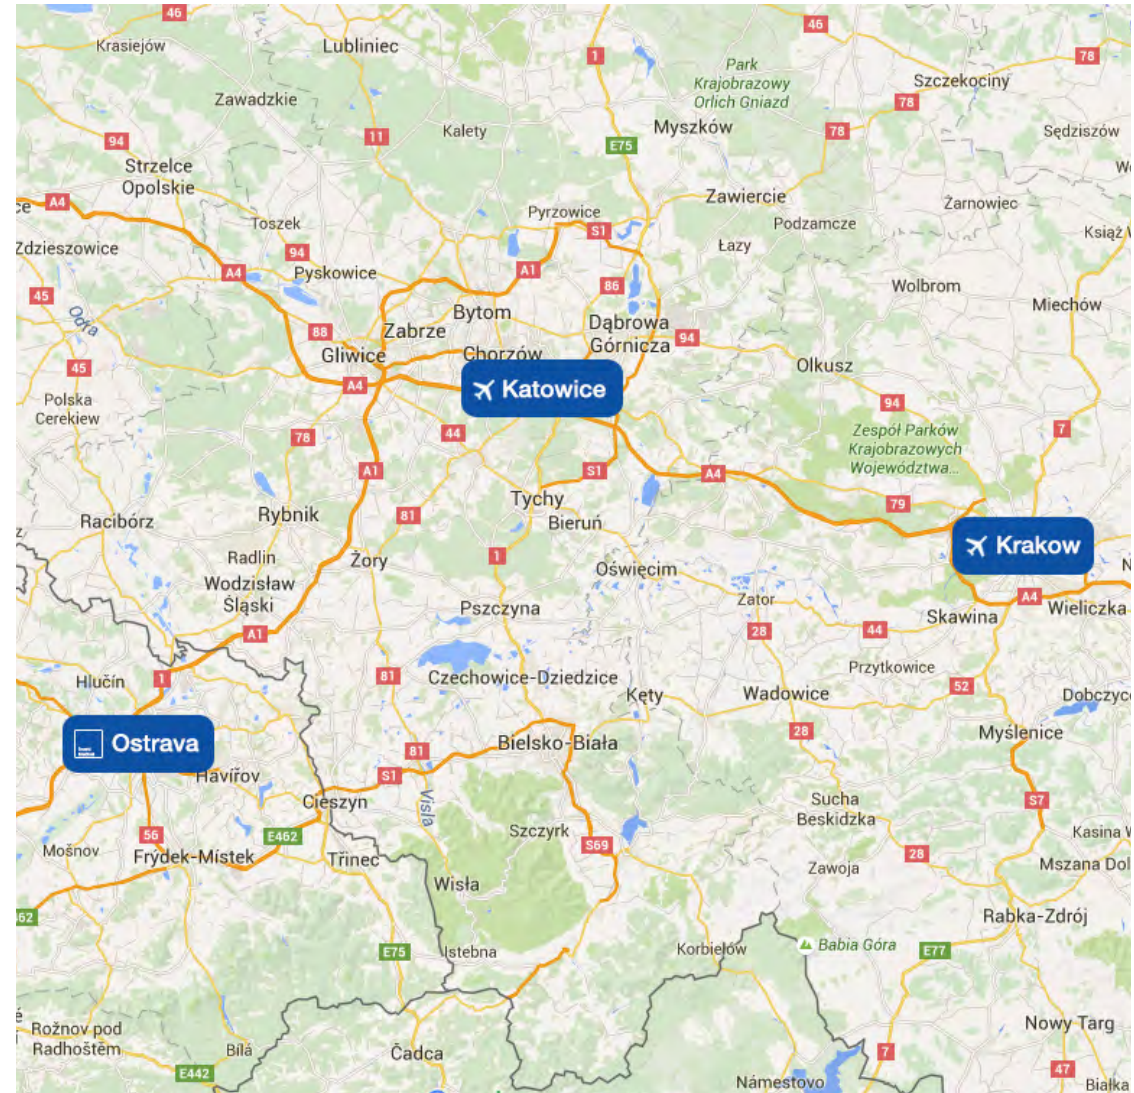 46
46
Krasiejów
Lubliniec
1
78
Park
Krajobrazowy
Orlich Gniazd
Szczekociny
Zawadzkie
78
Kalety
11
Myszków
78
Sędziszów
94
E75
Strzelce
Opolskie
Zawiercie
A4
Żarnowiec
Pyrzowice
Toszek
S1
Podzamcze
Książ
Zdzieszowice
94
Łazy
A4
Pyskowice
A1
86
Wolbrom
45
Miechów
Odra
Bytom
88
Zabrze
Dąbrowa
Górnicza
94
Gliwice
Chorzów
45
A4
Katowice
Olkusz
Polska
Cerekiew
94
78
44
Zespół Parków
Krajobrazowych
Województwa...
7
A1
S1
A4
Tychy
79
Racibórz
Rybnik
81
Bieruń
Krakow
Radlin
Żory
1
Oświęcim
Wodzisław
Śląski
Pszczyna
Zator
A4
Skawina
Wieliczka
A1
28
44
Hlučín
1
81
Czechowice-Dziedzice
Przytkowice
52
Kęty
Wadowice
Dobczyc
Ostrava
81
Bielsko-Biała
28
Myślenice
Havířov
S1
Cieszyn
Visla
Sucha
Beskidzka
S7
56
E462
Szczyrk
S69
Kasina
Mošnov
Frýdek-Místek
Třinec
28
Mszana Dol
Wisła
Zawoja
462
Rabka-Zdrój
E75
Istebna
Korbielów
Babia Góra
E77
Rožnov pod
Radhoštěm
Bílá
Čadca
Nowy Targ
7
E442
Námestovo
47
Białka